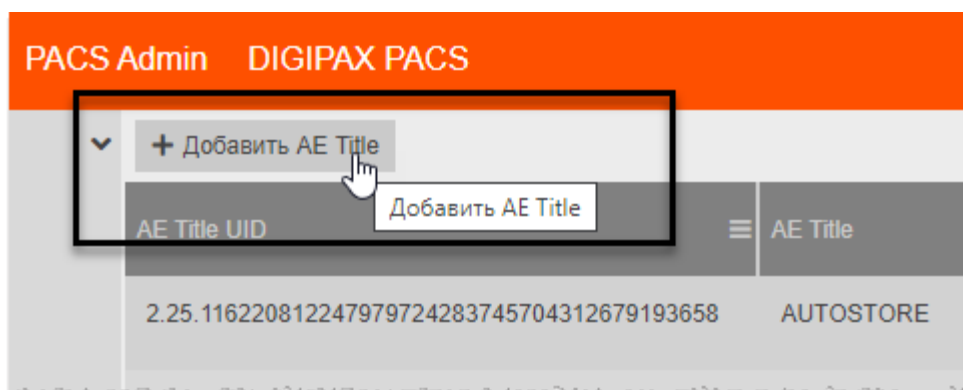 PACS Admin DIGIPAX PACS
+ Добавить AE Title
Добавить AE Title
AE Title UID AE Title
2.25.116220812247979724283745704312679193658 AUTOSTORE